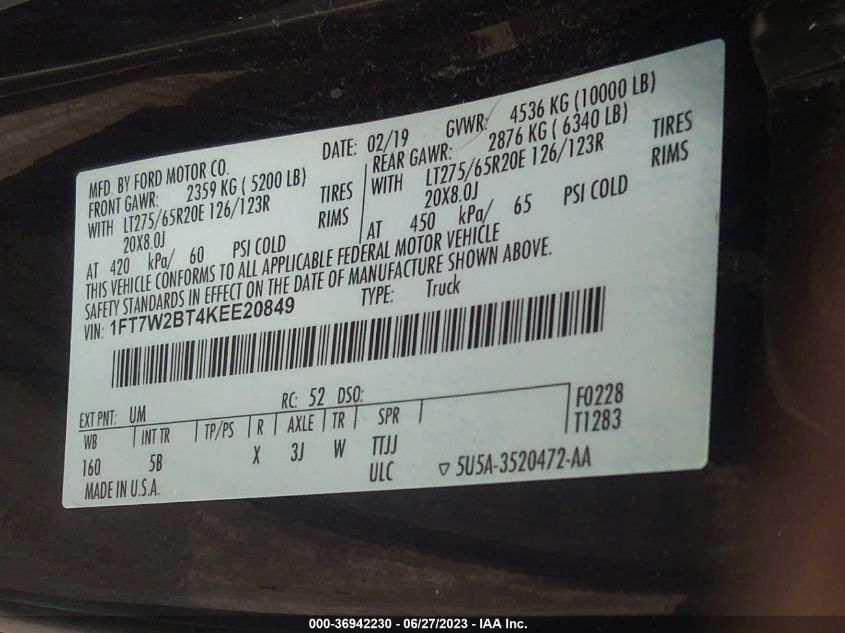 MFD. BY FORD MOTOR CO. DATE: 02/19 GVWR: 4536 KG (10000 LB)
FRONT GAWR: 2359 KG ( 5200 LB) REAR GAWR: 2876 KG ( 6340 LB)
WITH LT275/65R20E 126/123R TIRES WITH LT275/65R20E 126/123R TIRES
20X8.0J RIMS 20X8.0J RIMS
AT 420 kPa/ 60 PSI COLD AT 450 kPa/ 65 PSI COLD
THIS VEHICLE CONFORMS TO ALL APPLICABLE FEDERAL MOTOR VEHICLE
SAFETY STANDARDS IN EFFECT ON THE DATE OF MANUFACTURE SHOWN ABOVE.
VIN: 1FT7W2BT4KEE20849 TYPE: Truck
EXT PNT: UM RC: 52 DSO: F0228
WB INT TR TP/PS R AXLE TR SPR T1283
160 5B X 3J W TTJJ
MADE IN U.S.A. ULC ▽ 5U5A-3520472-AA
000-36942230 - 06/27/2023 - IAA Inc.